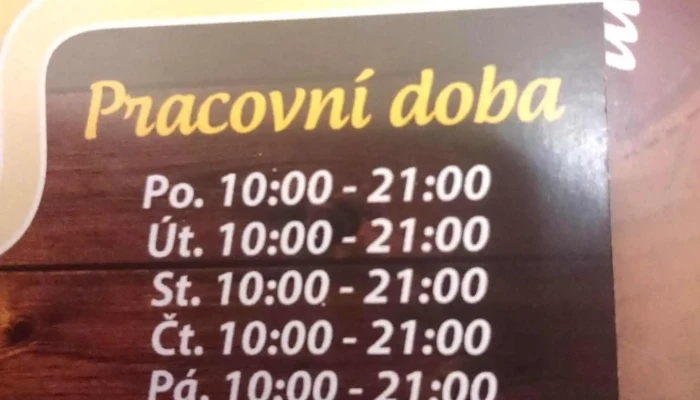 Pracovní doba
Po. 10:00 - 21:00
Út. 10:00 - 21:00
St. 10:00 - 21:00
Čt. 10:00 - 21:00
Pá. 10:00 - 21:00